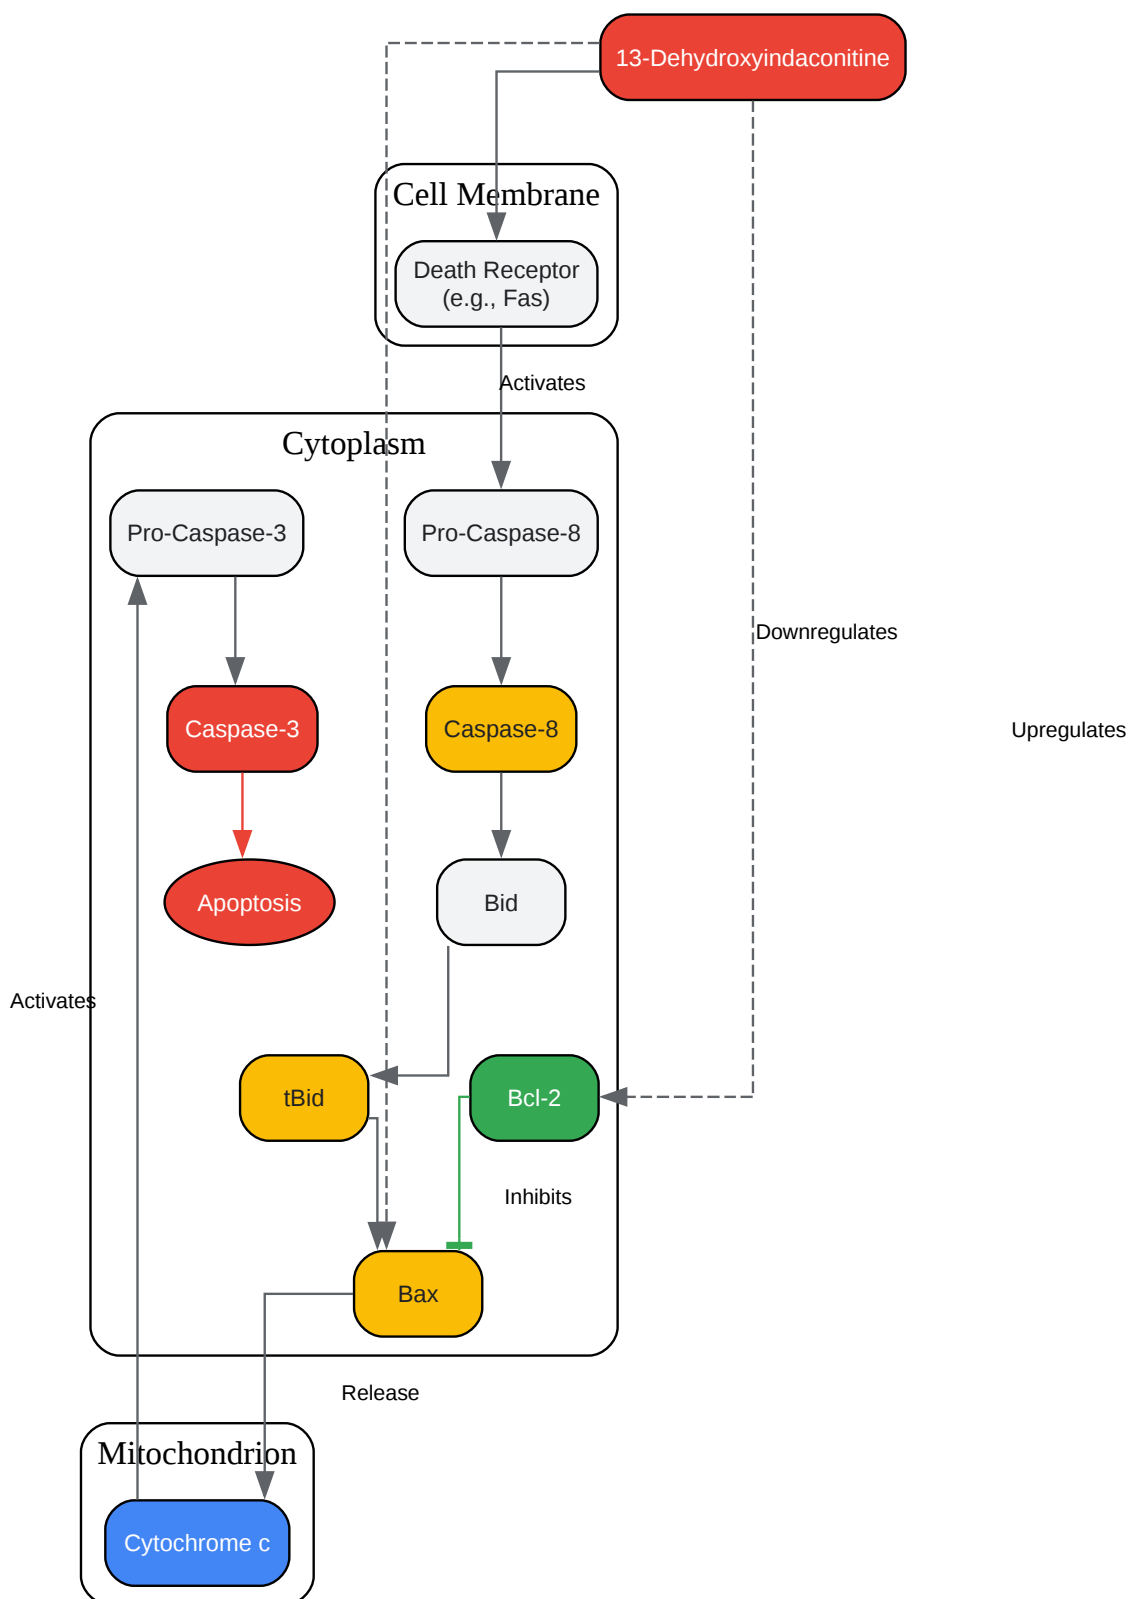 13-Dehydroxyindaconitine
Cell Membrane
Death Receptor
(e.g., Fas)
Activates
Cytoplasm
Pro-Caspase-3
Pro-Caspase-8
Downregulates
Caspase-3
Caspase-8
Upregulates
Apoptosis
Bid
Activates
tBid
Bcl-2
Inhibits
Bax
Release
Mitochondrion
Cytochrome c